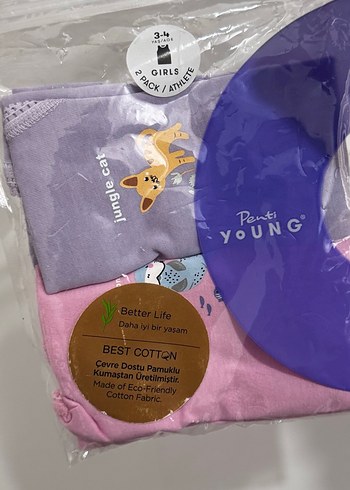 3-4
YAŞ/AGE
GIRLS
2 PACK / ATHLETE
jungle cat
Penti
YOUNG®
Better Life
Daha iyi bir yaşam
BEST COTTON
Çevre Dostu Pamuklu
Kumaştan Üretilmiştir.
Made of Eco-Friendly
Cotton Fabric.